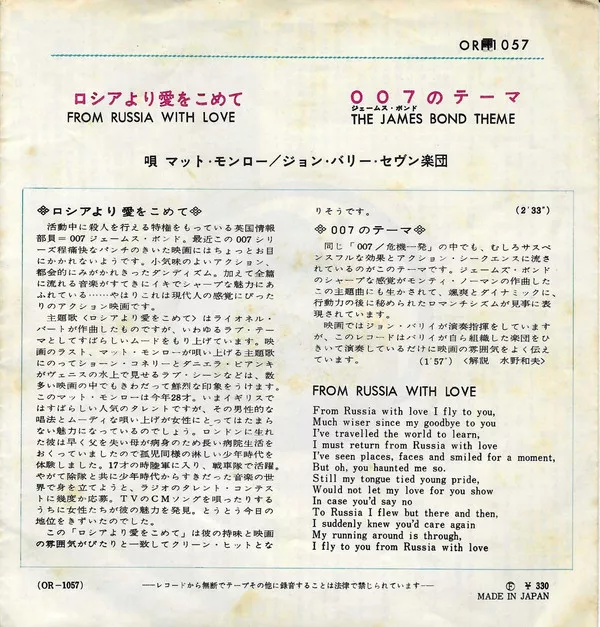 OR 1057
ロシアより愛をこめて
FROM RUSSIA WITH LOVE
007のテーマ
ジェームス・ボンド
THE JAMES BOND THEME
唄 マット・モンロー／ジョン・バリー・セヴン楽団
❖ロシアより愛をこめて❖
活動中に殺人を行える特権をもっている英国情報
部員＝007 ジェームス・ボンド。最近この 007 シリ
ーズ程痛快なパンチのきいた映画にはちょっとお目
にかかれないようです。小気味のよいアクション、
都会的にみがかれきったダンディズム。加えて全篇
に流れる音楽がすてきにイキでシャープな魅力にあ
ふれている……やはりこれは現代人の感覚にぴった
りのアクション映画です。
主題歌〈ロシアより愛をこめて〉はライオネル・
バートが作曲したものですが、いわゆるラブ・テー
マとしてすばらしいムードをもり上げています。映
画のラスト、マット・モンローが唄い上げる主題歌
にのってショーン・コネリーとダニエラ・ビアンキ
がヴェニスの水上で見せるラブ・シーンなどは、数
多い映画の中でもきわだって鮮烈な印象をうけます。
このマット・モンローは今年28才。いまイギリスで
はすばらしい人気のタレントですが、その男性的な
唱法とムーディな唄い上げが女性にとってはたまら
ない魅力になっているのでしょう。ロンドンに生れ
た彼は早く父を失い母が病身のため長い病院生活を
おくっていましたので孤児同様の淋しい少年時代を
体験しました。17才の時陸軍に入り、戦車隊で活躍。
やがて除隊と共に少年時代からすきだった音楽の世
界で身を立てようと、ラジオのタレント・コンテス
トに幾度か応募。TVのCMソングを唄ったりする
うちに女性たちが彼の魅力を発見。とうとう今日の
地位をきずいたのでした。
この「ロシアより愛をこめて」は彼の持味と映画
の雰囲気がぴたりと一致してクリーン・ヒットとな
りそうです。 (2′33″)
❖007のテーマ❖
同じ「007／危機一発」の中でも、むしろサスペ
ンスフルな効果とアクション・シークエンスに流さ
れているのがこのテーマです。ジェームズ・ボンド
のシャープな感覚がモンティ・ノーマンの作曲した
この主題曲にも生かされて、颯爽とダイナミックに、
行動力の後に秘められたロマンチシズムが見事に表
現されています。
映画ではジョン・バリイが演奏指揮をしています
が、このレコードはバリイが自ら組織した楽団をひ
きいて演奏しているだけに映画の雰囲気をよく伝え
ています。 (1′57″) 〈解説 水野和夫〉
FROM RUSSIA WITH LOVE
From Russia with love I fly to you,
Much wiser since my goodbye to you
I've travelled the world to learn,
I must return from Russia with love
I've seen places, faces and smiled for a moment,
But oh, you haunted me so.
Still my tongue tied young pride,
Would not let my love for you show
In case you'd say no
To Russia I flew but there and then,
I suddenly knew you'd care again
My running around is through,
I fly to you from Russia with love
(OR-1057)
──レコードから無断でテープその他に録音することは法律で禁じられています──
Ⓟ ￥330
MADE IN JAPAN